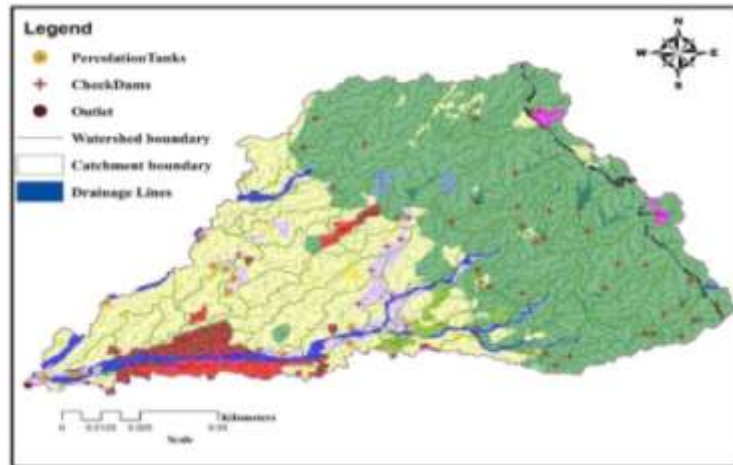 Legend
PercolationTanks
CheckDams
Outlet
Watershed boundary
Catchment boundary
Drainage Lines
N
W E
S
Kilometers
0
Scale